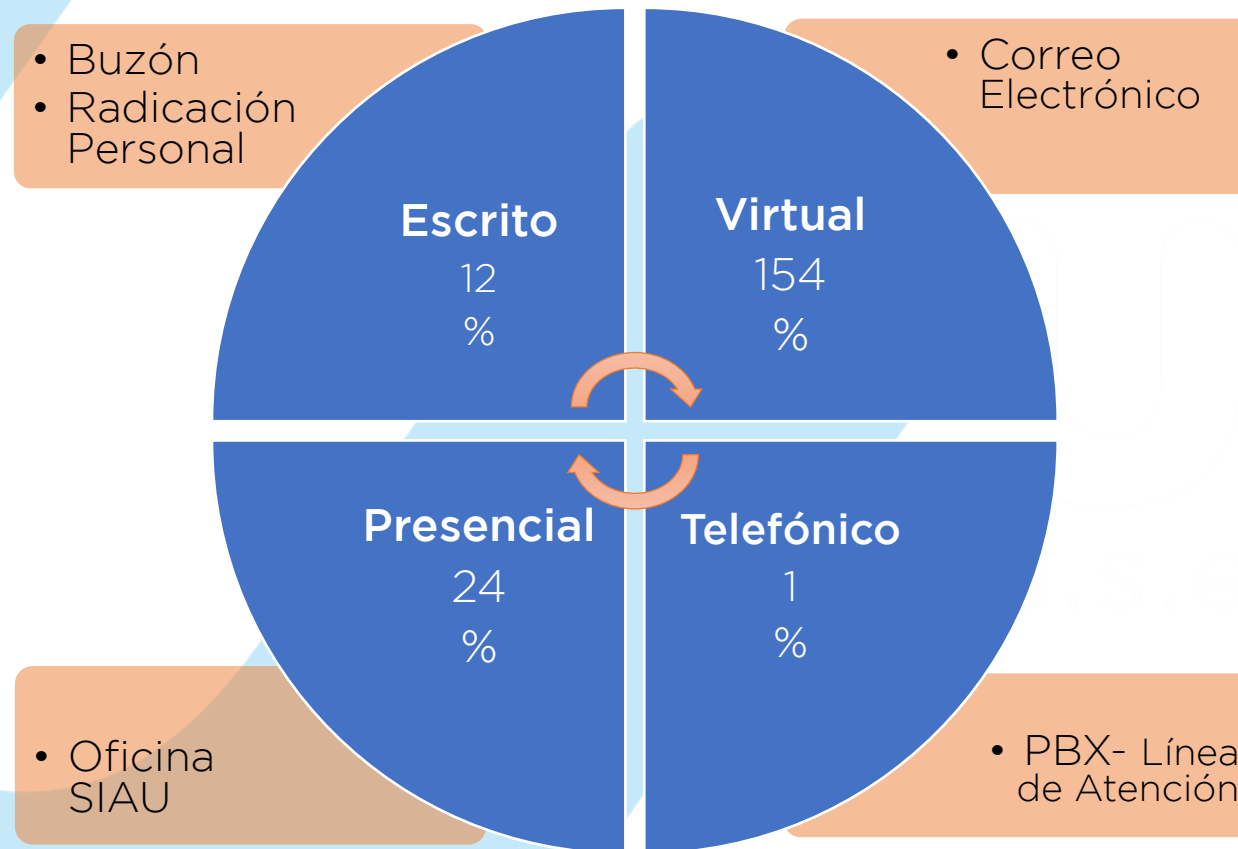 • Buzón
• Radicación
Personal
• Correo
Electrónico
Escrito
12
%
Virtual
154
%
Presencial
24
%
Telefónico
1
%
• Oficina
SIAU
• PBX- Línea
de Atención